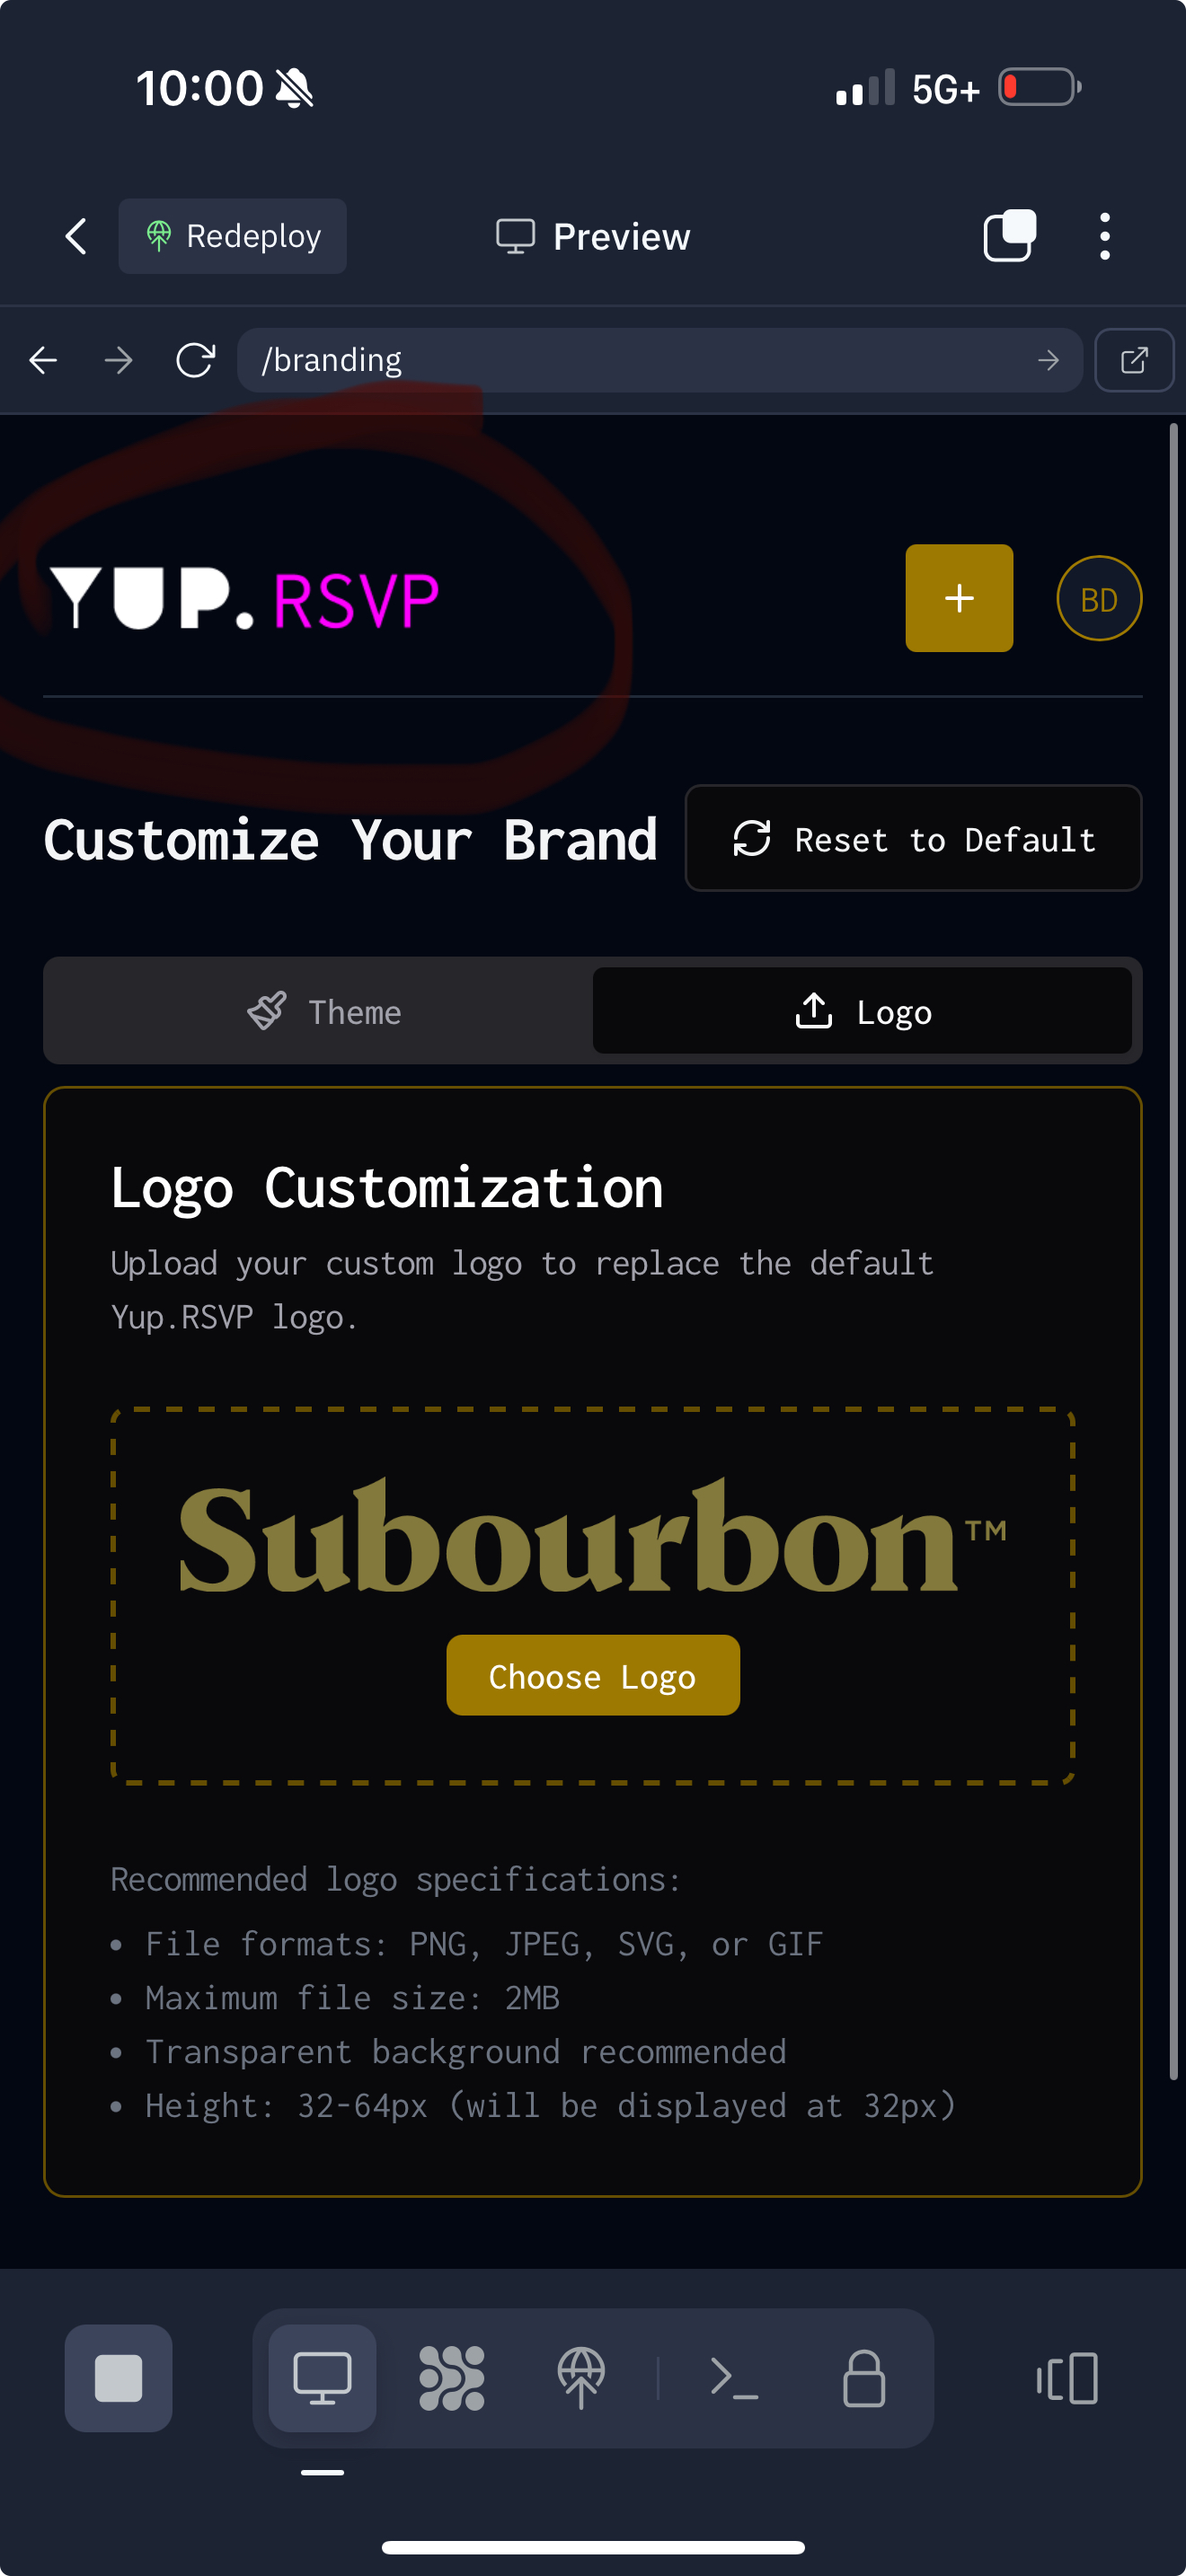 10:00 5G+
Redeploy Preview
/branding
YUP.RSVP + BD
Customize Your Brand Reset to Default
Theme Logo
Logo Customization
Upload your custom logo to replace the default
Yup.RSVP logo.
Subourbon™
Choose Logo
Recommended logo specifications:
• File formats: PNG, JPEG, SVG, or GIF
• Maximum file size: 2MB
• Transparent background recommended
• Height: 32-64px (will be displayed at 32px)